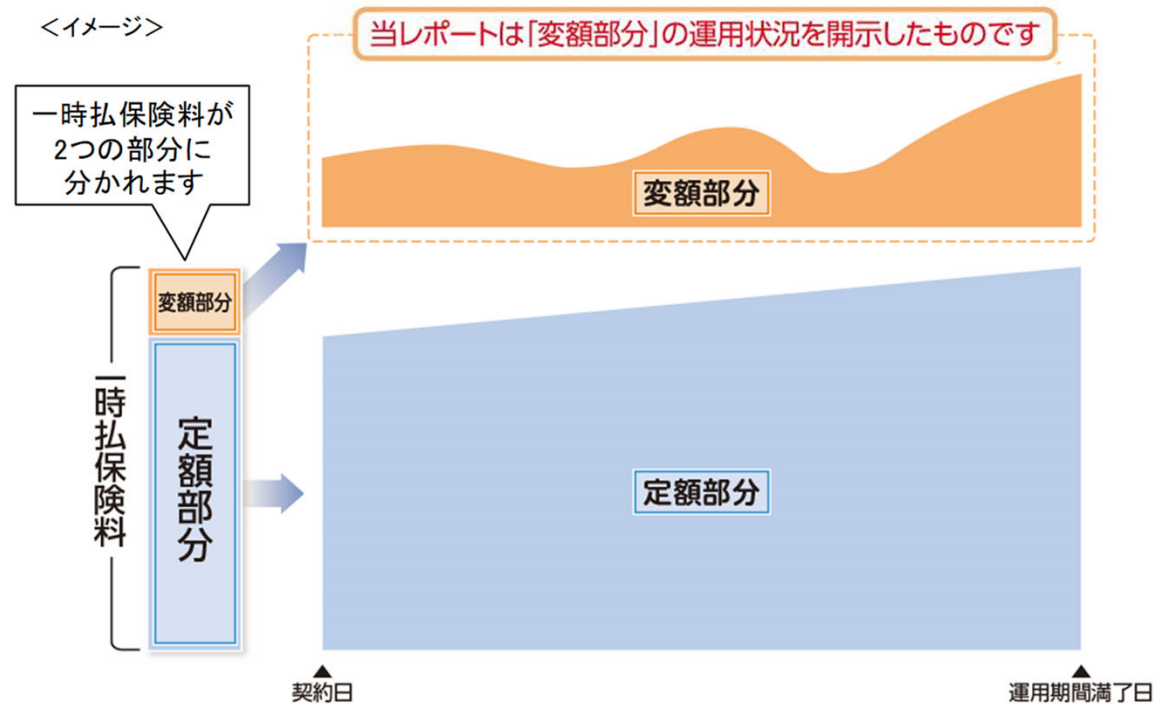 ＜イメージ＞
当レポートは「変額部分」の運用状況を開示したものです
一時払保険料が
2つの部分に
分かれます
変額部分
変額部分
一時払保険料
定額部分
定額部分
契約日
運用期間満了日